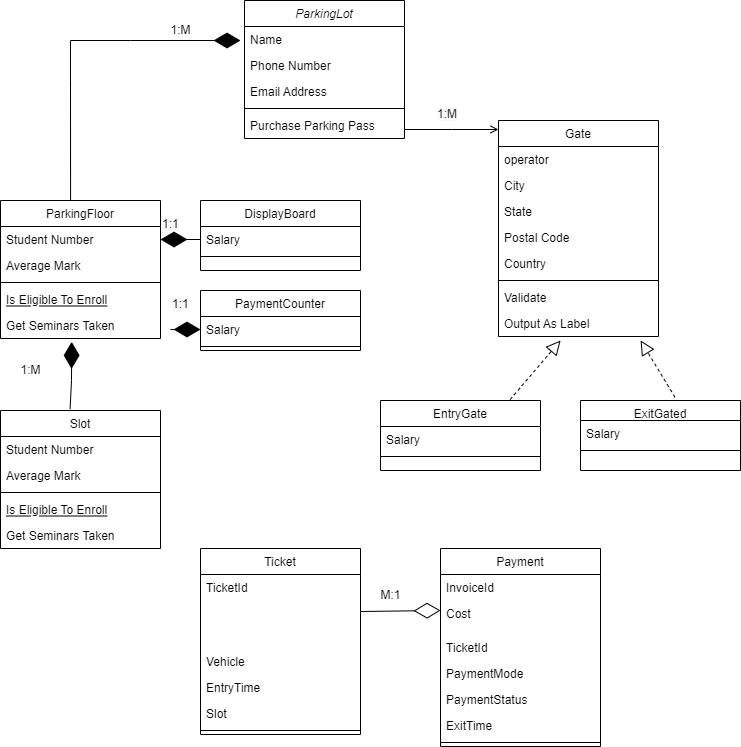 ParkingLot
1:M
Name
Phone Number
Email Address
Purchase Parking Pass
1:M
Gate
operator
City
State
Postal Code
Country
Validate
Output As Label
ParkingFloor
Student Number
Average Mark
Is Eligible To Enroll
Get Seminars Taken
1:1
DisplayBoard
Salary
1:1
PaymentCounter
Salary
1:M
Slot
Student Number
Average Mark
Is Eligible To Enroll
Get Seminars Taken
EntryGate
Salary
ExitGated
Salary
Ticket
TicketId
Vehicle
EntryTime
Slot
M:1
Payment
InvoiceId
Cost
TicketId
PaymentMode
PaymentStatus
ExitTime